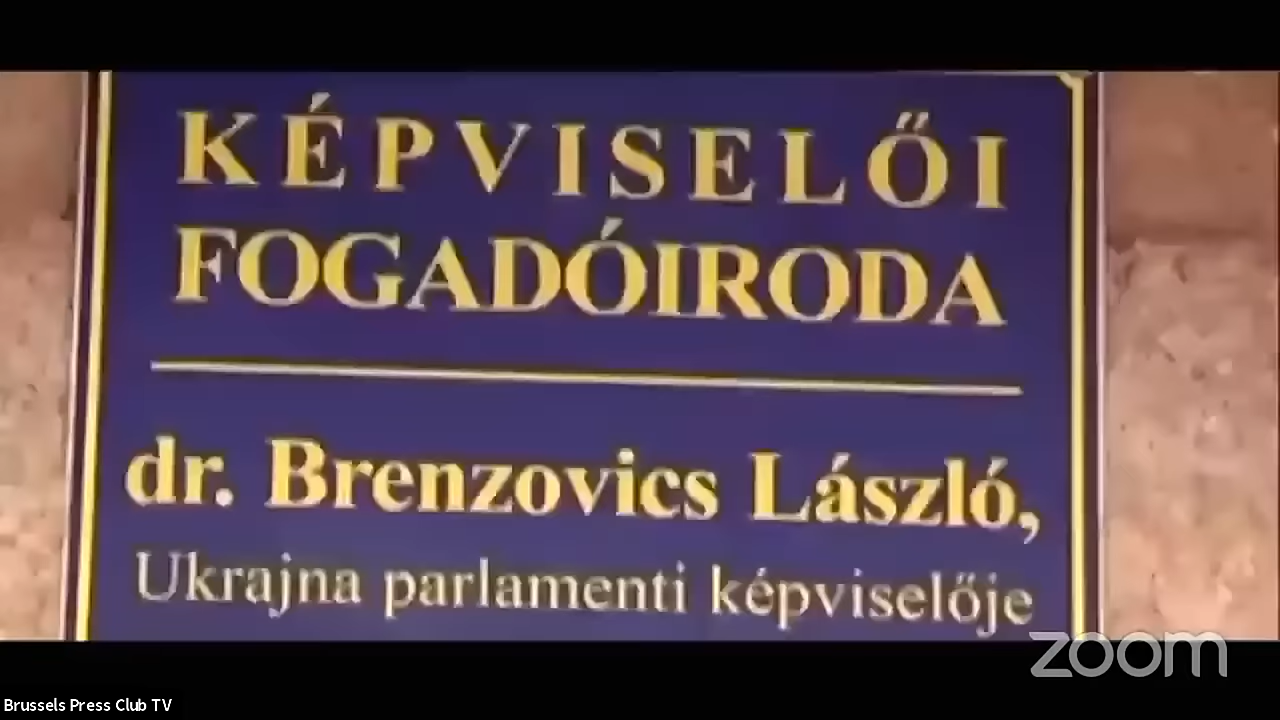 KÉPVISELŐI
FOGADÓIRODA
dr. Brenzovics László,
Ukrajna parlamenti képviselője
zoom
Brussels Press Club TV